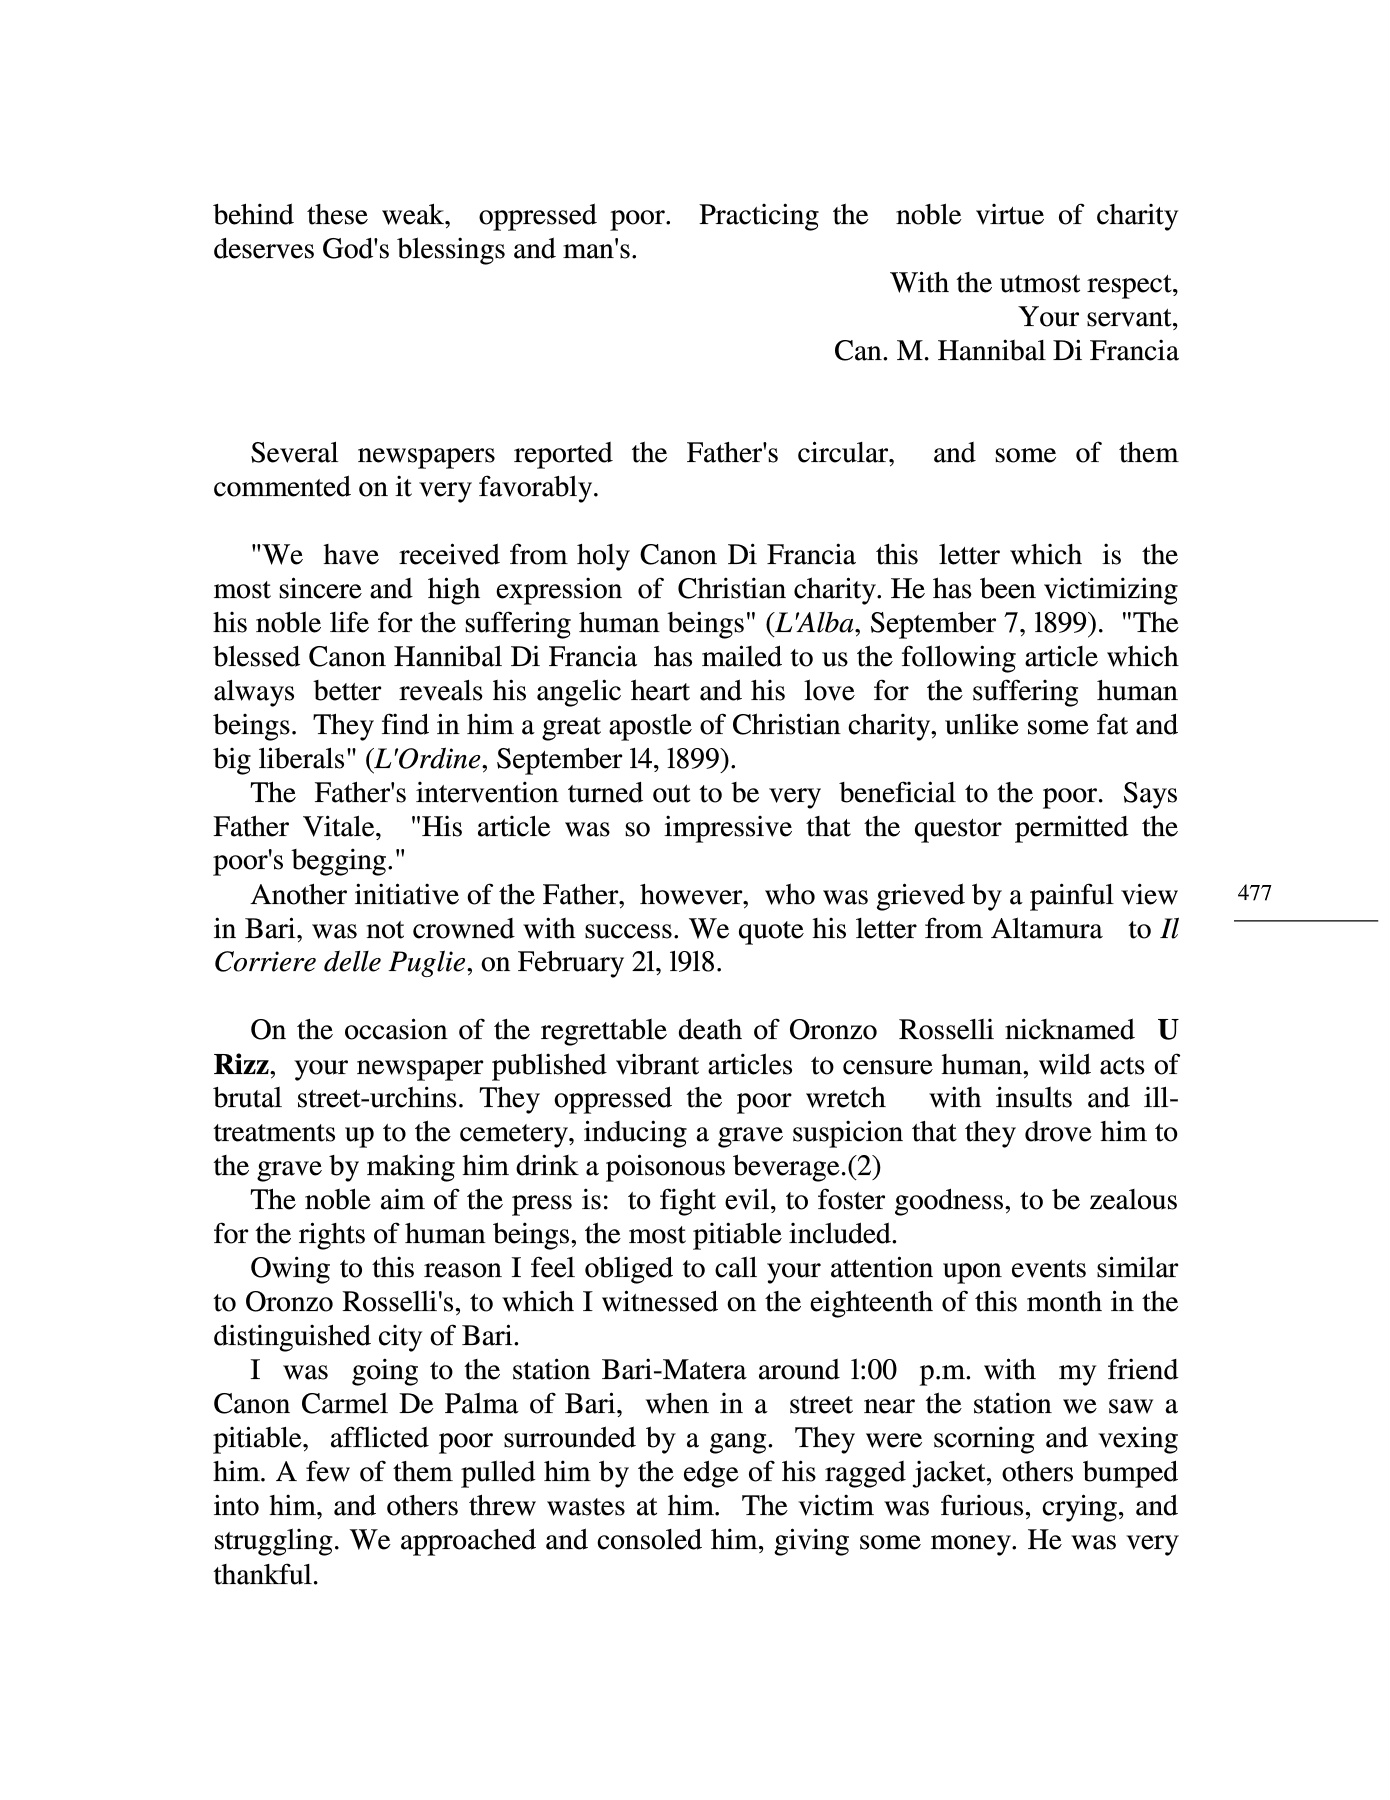 behind these weak, oppressed poor. Practicing the noble virtue of charity
deserves God's blessings and man's.
With the utmost respect,
Your servant,
Can. M. Hannibal Di Francia
Several newspapers reported the Father's circular, and some of them
commented on it very favorably.
"We have received from holy Canon Di Francia this letter which is the
most sincere and high expression of Christian charity. He has been victimizing
his noble life for the suffering human beings" (L'Alba, September 7, 1899). "The
blessed Canon Hannibal Di Francia has mailed to us the following article which
always better reveals his angelic heart and his love for the suffering human
beings. They find in him a great apostle of Christian charity, unlike some fat and
big liberals" (L'Ordine, September 14, 1899).
The Father's intervention turned out to be very beneficial to the poor. Says
Father Vitale, "His article was so impressive that the questor permitted the
poor's begging."
Another initiative of the Father, however, who was grieved by a painful view
in Bari, was not crowned with success. We quote his letter from Altamura to Il
Corriere delle Puglie, on February 21, 1918.
477
On the occasion of the regrettable death of Oronzo Rosselli nicknamed U
Rizz, your newspaper published vibrant articles to censure human, wild acts of
brutal street-urchins. They oppressed the poor wretch with insults and ill-
treatments up to the cemetery, inducing a grave suspicion that they drove him to
the grave by making him drink a poisonous beverage.(2)
The noble aim of the press is: to fight evil, to foster goodness, to be zealous
for the rights of human beings, the most pitiable included.
Owing to this reason I feel obliged to call your attention upon events similar
to Oronzo Rosselli's, to which I witnessed on the eighteenth of this month in the
distinguished city of Bari.
I was going to the station Bari-Matera around 1:00 p.m. with my friend
Canon Carmel De Palma of Bari, when in a street near the station we saw a
pitiable, afflicted poor surrounded by a gang. They were scorning and vexing
him. A few of them pulled him by the edge of his ragged jacket, others bumped
into him, and others threw wastes at him. The victim was furious, crying, and
struggling. We approached and consoled him, giving some money. He was very
thankful.